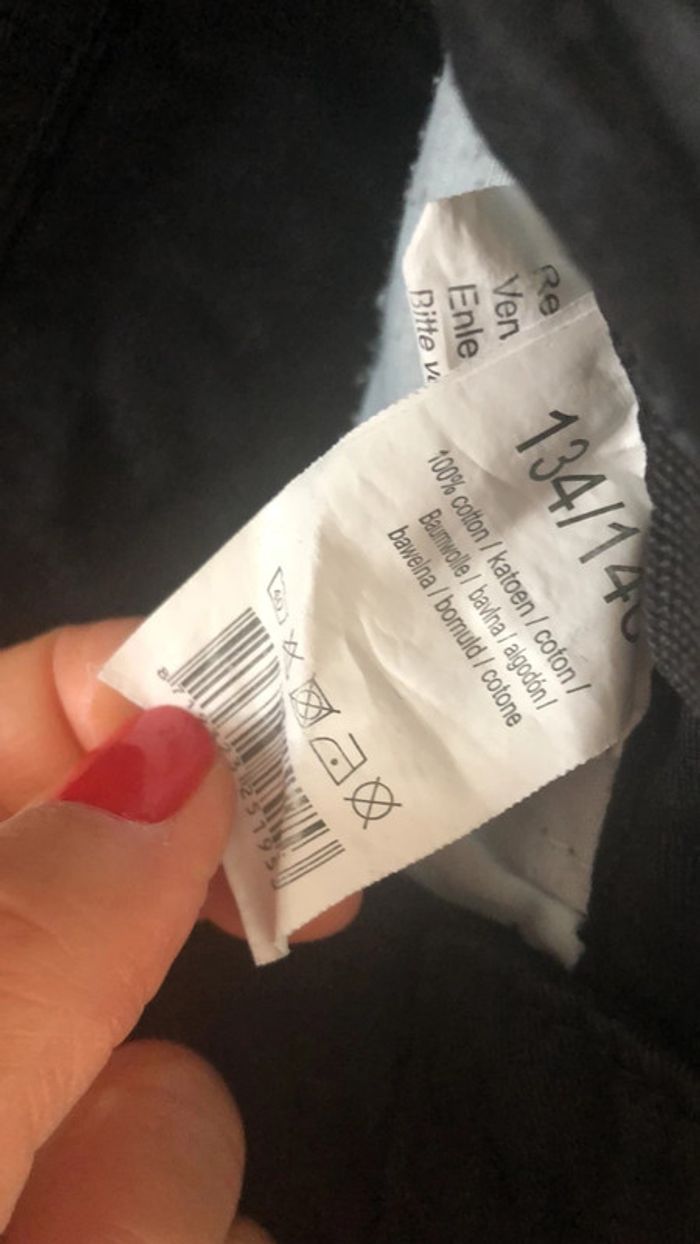 Re
Ven
Enle
Bitte
134/14
100% cotton / katoen / coton /
Baumwolle / bavlna / algodón /
bawełna / bomuld / cotone